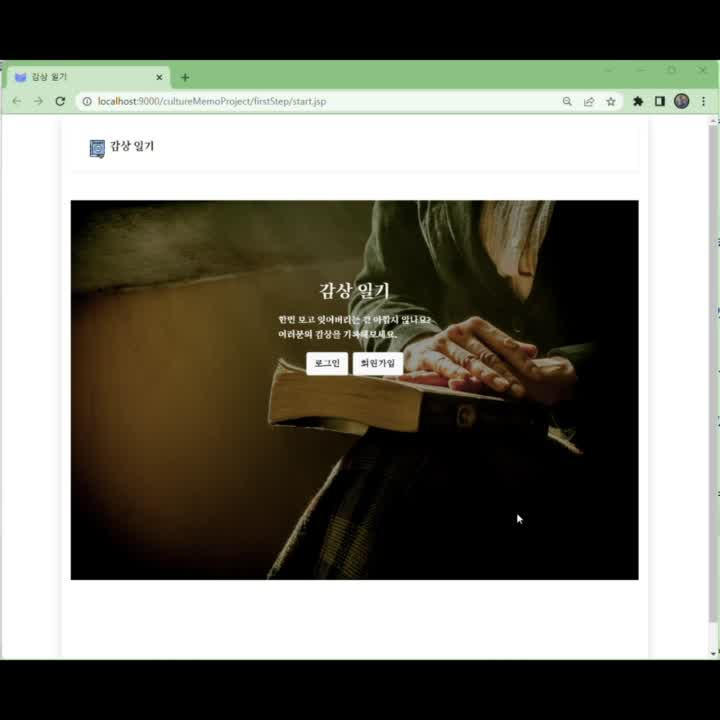 감상 일기
localhost:9000/cultureMemoProject/firstStep/start.jsp
감상 일기
감상 일기
한번 보고 잊어버리는 건 아깝지 않나요?
여러분의 감상을 기록해보세요.
로그인
회원가입